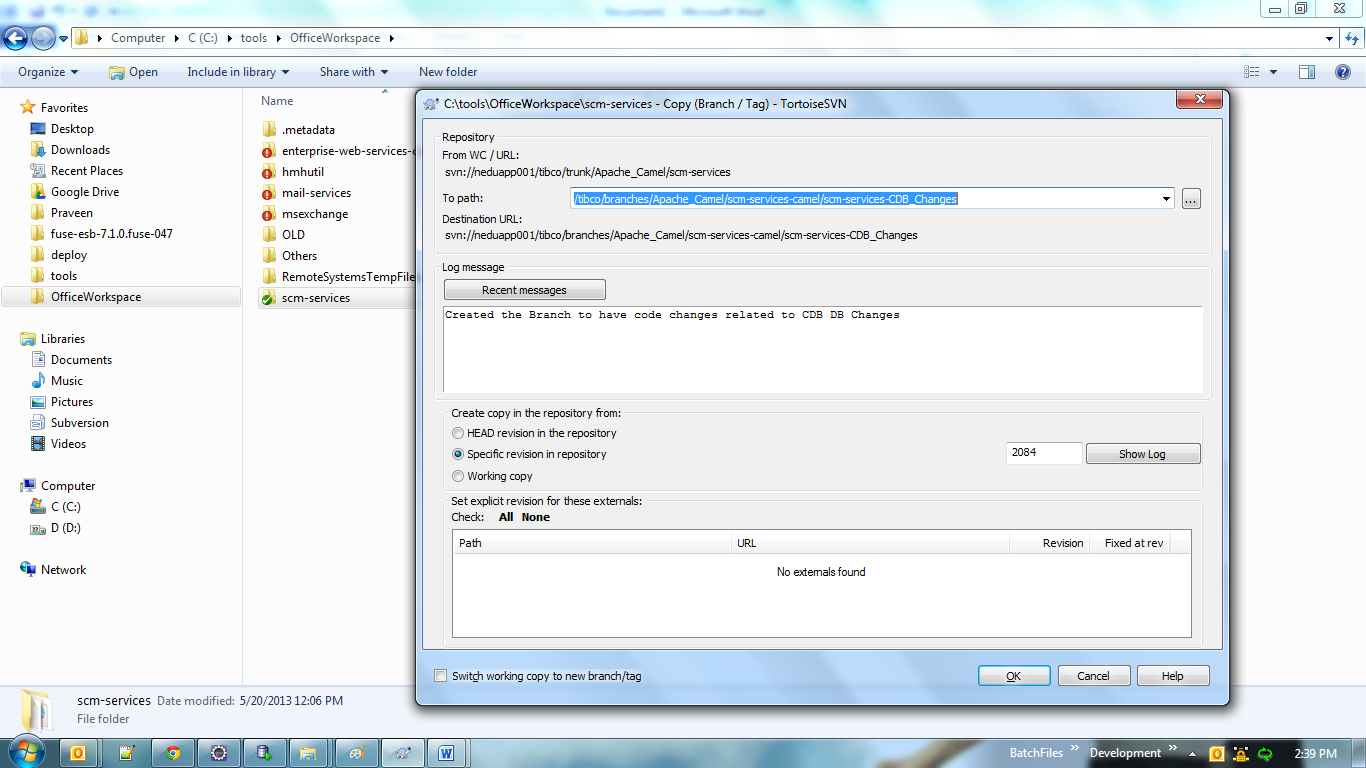 Document1 - Microsoft Word
Computer C (C:) tools OfficeWorkspace
Organize Open Include in library Share with New folder
Favorites
Desktop
Downloads
Recent Places
Google Drive
Praveen
fuse-esb-7.1.0.fuse-047
deploy
tools
OfficeWorkspace
Libraries
Documents
Music
Pictures
Subversion
Videos
Computer
C (C:)
D (D:)
Network
Name
.metadata
enterprise-web-services-
hmhutil
mail-services
msexchange
OLD
Others
RemoteSystemsTempFile
scm-services
C:\tools\OfficeWorkspace\scm-services - Copy (Branch / Tag) - TortoiseSVN
Repository
From WC / URL:
svn://neduapp001/tibco/trunk/Apache_Camel/scm-services
To path: /tibco/branches/Apache_Camel/scm-services-camel/scm-services-CDB_Changes ...
Destination URL:
svn://neduapp001/tibco/branches/Apache_Camel/scm-services-camel/scm-services-CDB_Changes
Log message
Recent messages
Created the Branch to have code changes related to CDB DB Changes
Create copy in the repository from:
HEAD revision in the repository
Specific revision in repository 2084 Show Log
Working copy
Set explicit revision for these externals:
Check: All None
Path URL Revision Fixed at rev
No externals found
Switch working copy to new branch/tag OK Cancel Help
scm-services Date modified: 5/20/2013 12:06 PM
File folder
BatchFiles » Development » 2:39 PM